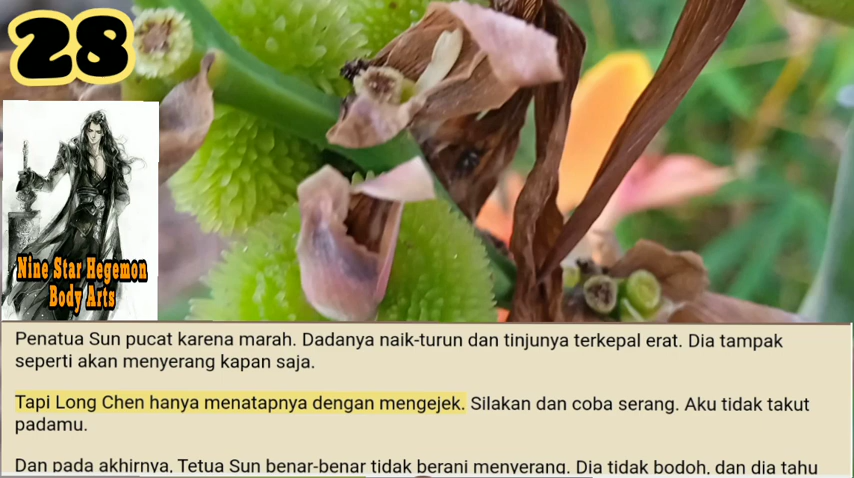 28
Nine Star Hegemon
Body Arts
Penatua Sun pucat karena marah. Dadanya naik-turun dan tinjunya terkepal erat. Dia tampak
seperti akan menyerang kapan saja.
Tapi Long Chen hanya menatapnya dengan mengejek. Silakan dan coba serang. Aku tidak takut
padamu.
Dan pada akhirnya, Tetua Sun benar-benar tidak berani menyerang. Dia tidak bodoh, dan dia tahu